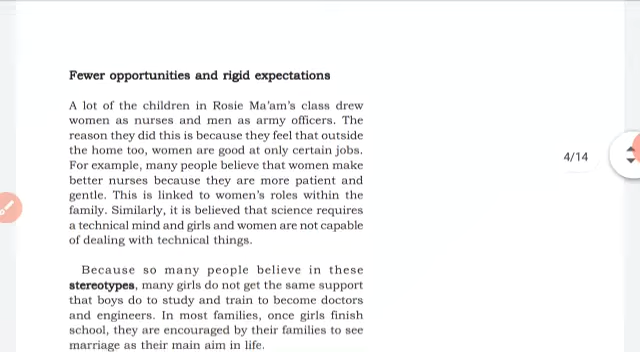 Fewer opportunities and rigid expectations
A lot of the children in Rosie Ma'am's class drew
women as nurses and men as army officers. The
reason they did this is because they feel that outside
the home too, women are good at only certain jobs.
For example, many people believe that women make
better nurses because they are more patient and
gentle. This is linked to women's roles within the
family. Similarly, it is believed that science requires
a technical mind and girls and women are not capable
of dealing with technical things.
Because so many people believe in these
stereotypes, many girls do not get the same support
that boys do to study and train to become doctors
and engineers. In most families, once girls finish
school, they are encouraged by their families to see
marriage as their main aim in life.
4/14